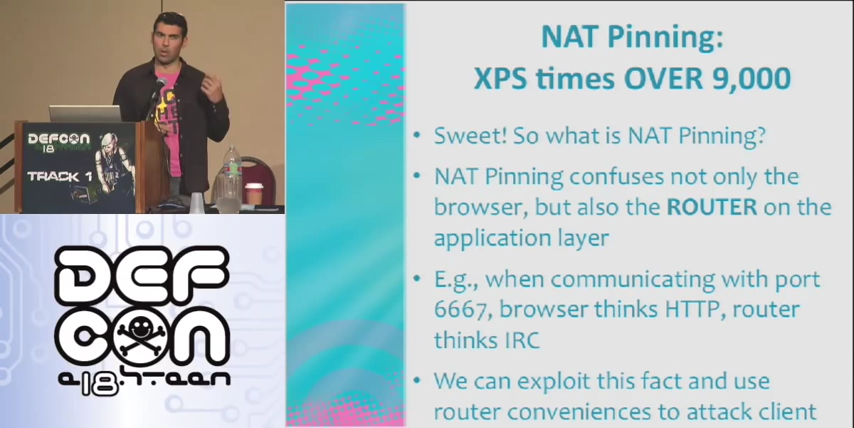 DEFCON
18
TRACK 1
DEF
CON
e18hteen
NAT Pinning:
XPS times OVER 9,000
• Sweet! So what is NAT Pinning?
• NAT Pinning confuses not only the
browser, but also the ROUTER on the
application layer
• E.g., when communicating with port
6667, browser thinks HTTP, router
thinks IRC
• We can exploit this fact and use
router conveniences to attack client